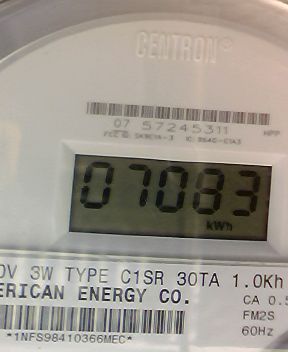 CENTRON®
07 57245311
HPP
07083
kWh
0V 3W TYPE C1SR 30TA 1.0Kh
ERICAN ENERGY CO.
CA 0.5
FM2S
60Hz
*1NFS98410366MEC*